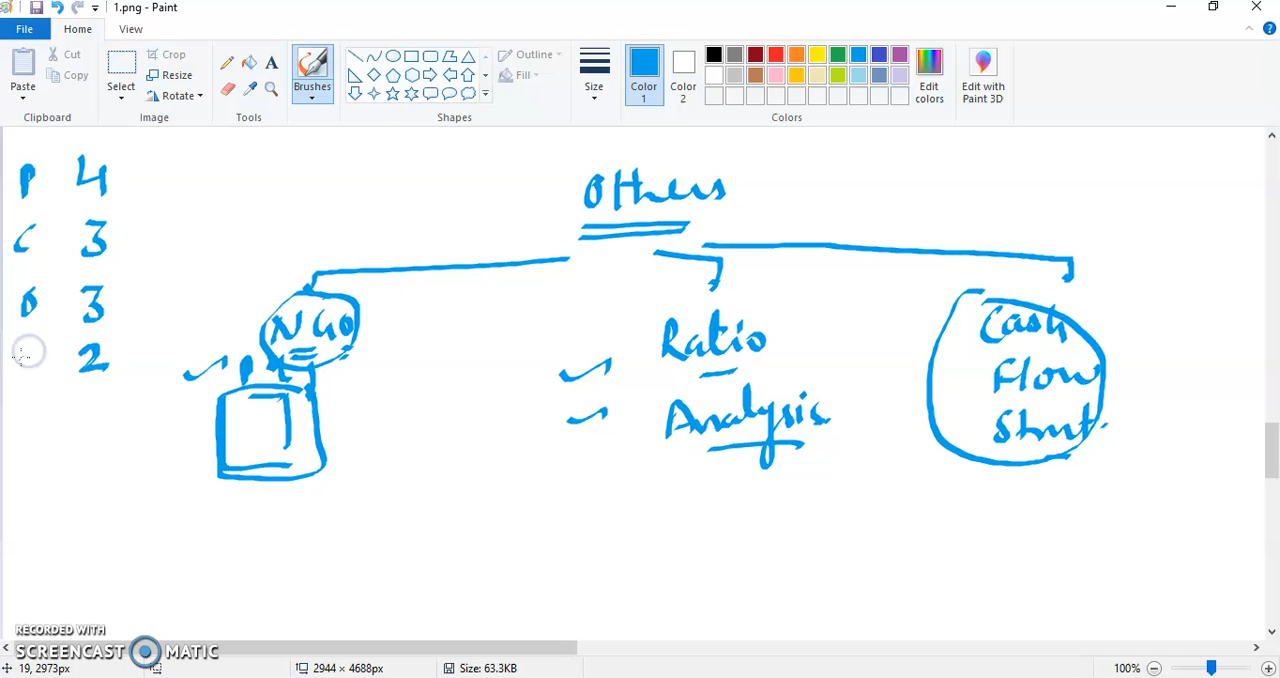 1.png - Paint
File
Home
View
Paste
Cut
Copy
Clipboard
Select
Crop
Resize
Rotate
Image
A
Tools
Brushes
Outline
Fill
Shapes
Size
Color
1
Color
2
Edit
colors
Colors
Edit with
Paint 3D
P 4
C 3
O 3
2
Others
NGO
P
Ratio
Analysis
Cash
Flow
Stmt.
RECORDED WITH
SCREENCAST MATIC
19, 2973px
2944 × 4688px
Size: 63.3KB
100%